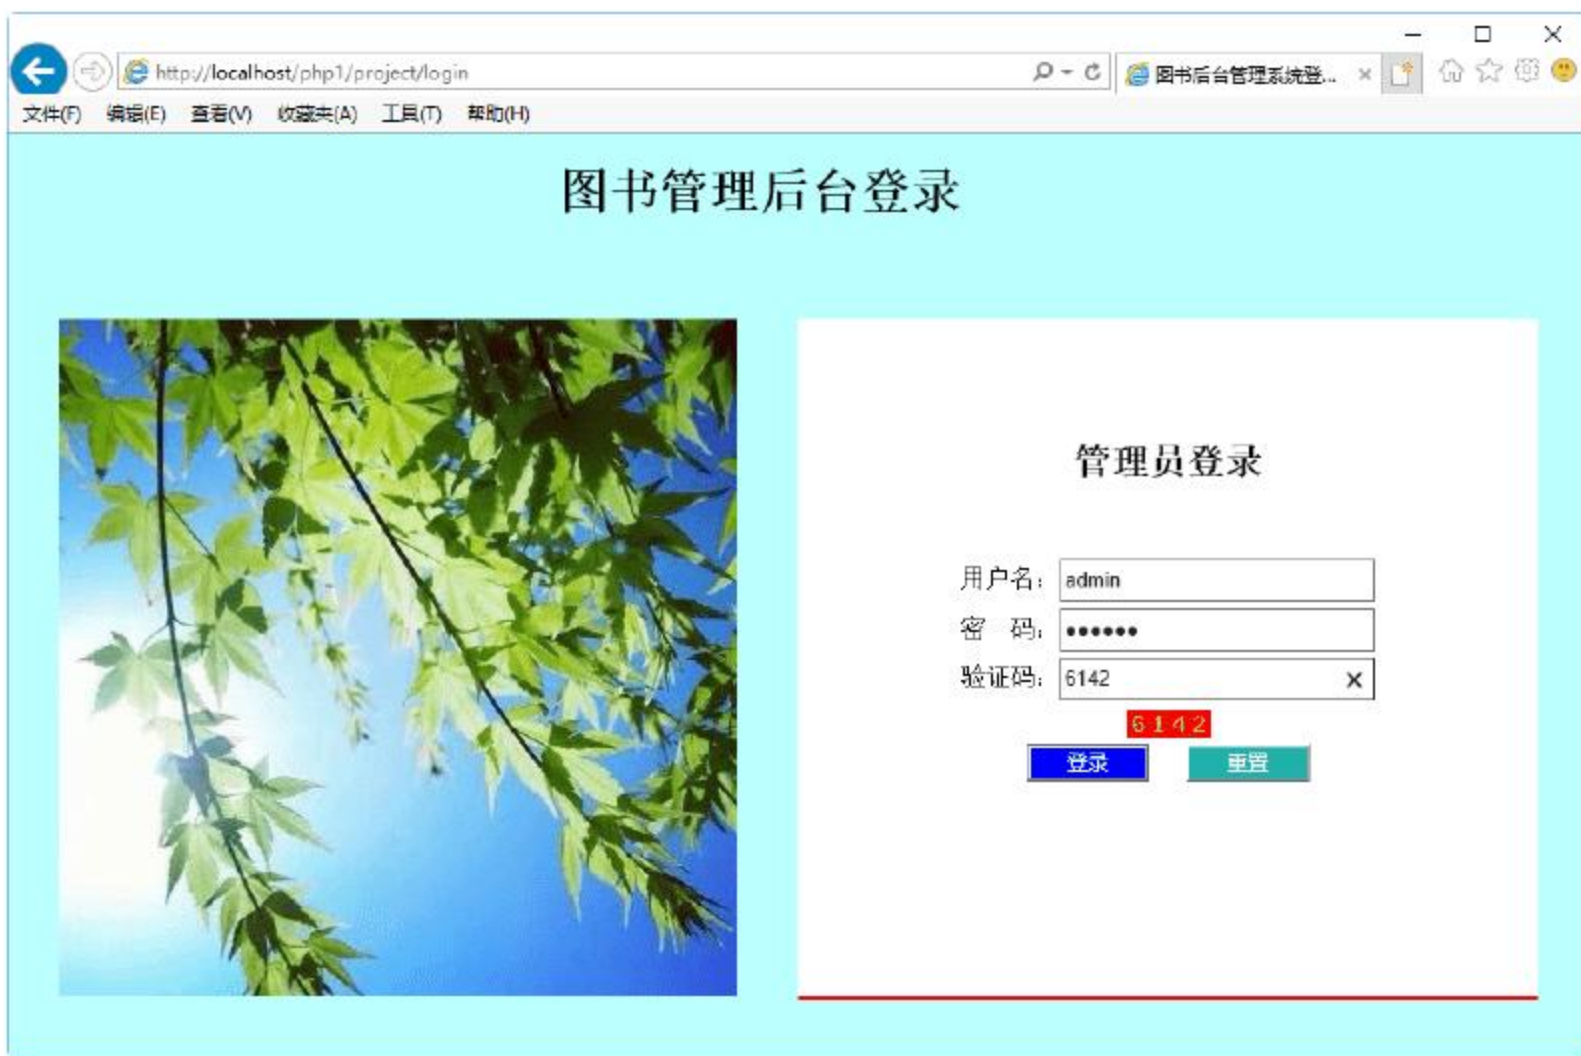 http://localhost/php1/project/login
图书后台管理系统登...
文件(F) 编辑(E) 查看(V) 收藏夹(A) 工具(T) 帮助(H)
图书管理后台登录
管理员登录
用户名： admin
密 码： ••••••
验证码： 6142
6142
登录 重置